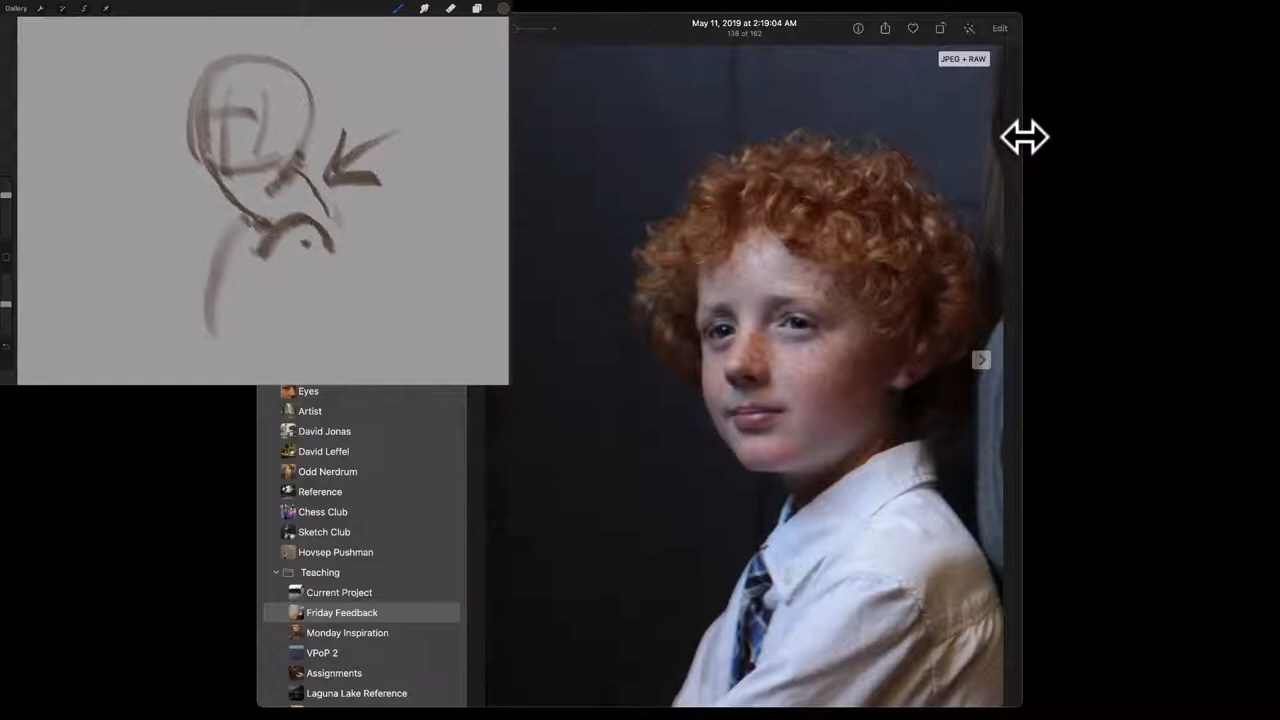 Gallery
May 11, 2019 at 2:19:04 AM
138 of 162
Edit
JPEG + RAW
Eyes
Artist
David Jonas
David Leffel
Odd Nerdrum
Reference
Chess Club
Sketch Club
Hovsep Pushman
Teaching
Current Project
Friday Feedback
Monday Inspiration
VPoP 2
Assignments
Laguna Lake Reference